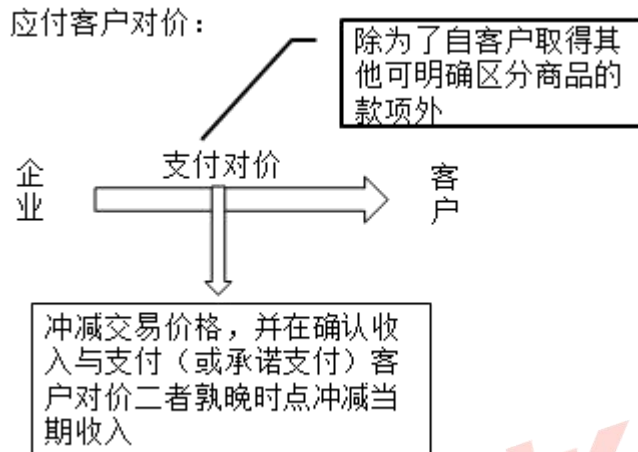 应付客户对价：
除为了自客户取得其
他可明确区分商品的
款项外
支付对价
企业
客户
冲减交易价格，并在确认收
入与支付（或承诺支付）客
户对价二者孰晚时点冲减当
期收入